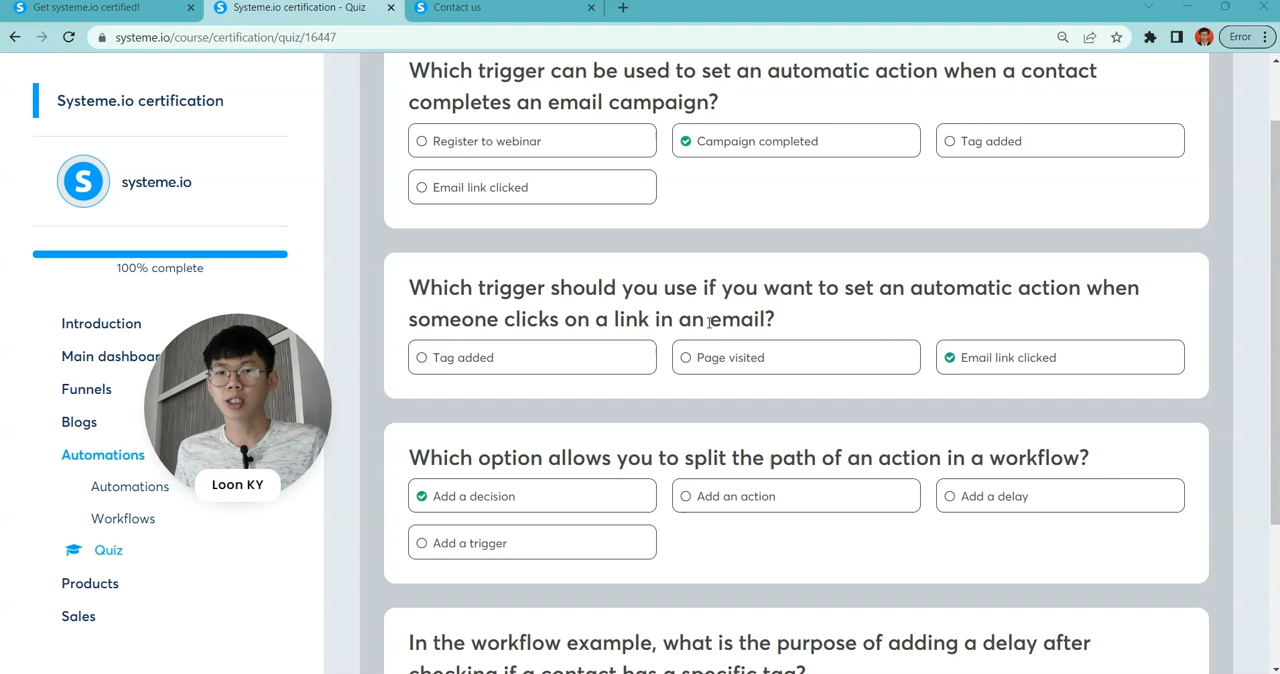 Get systeme.io certified!
Systeme.io certification - Quiz
Contact us
systeme.io/course/certification/quiz/16447
Error
Systeme.io certification
S
systeme.io
100% complete
Introduction
Main dashboar
Funnels
Blogs
Automations
Automations
Workflows
Quiz
Products
Sales
Loon KY
Which trigger can be used to set an automatic action when a contact
completes an email campaign?
Register to webinar
Campaign completed
Tag added
Email link clicked
Which trigger should you use if you want to set an automatic action when
someone clicks on a link in an email?
Tag added
Page visited
Email link clicked
Which option allows you to split the path of an action in a workflow?
Add a decision
Add an action
Add a delay
Add a trigger
In the workflow example, what is the purpose of adding a delay after
checking if a contact has a specific tag?